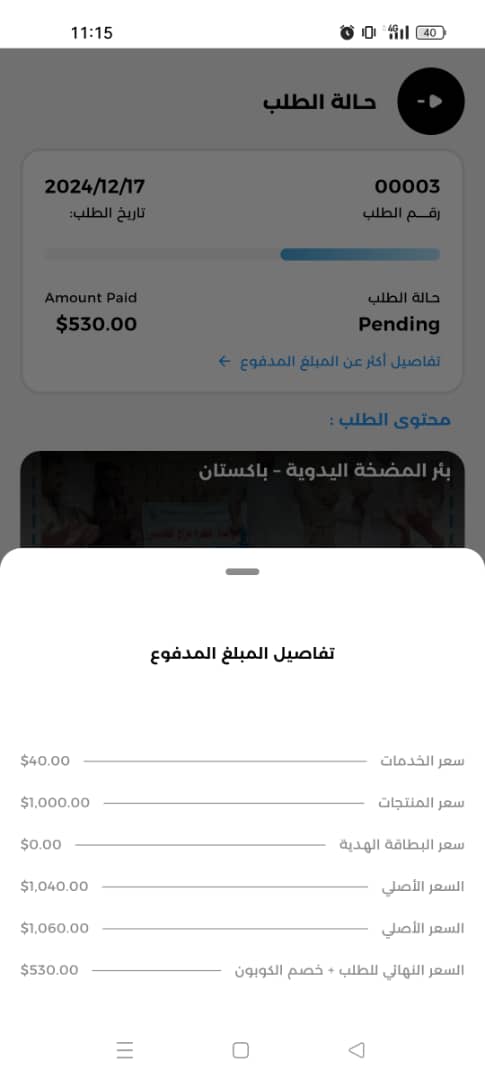 11:15
4G
40
حالة الطلب
00003
2024/12/17
رقم الطلب
تاريخ الطلب:
حالة الطلب
Amount Paid
Pending
$530.00
تفاصيل أكثر عن المبلغ المدفوع ←
محتوى الطلب :
بئر المضخة اليدوية - باكستان
تفاصيل المبلغ المدفوع
سعر الخدمات $40.00
سعر المنتجات $1,000.00
سعر البطاقة الهدية $0.00
السعر الأصلي $1,040.00
السعر الأصلي $1,060.00
السعر النهائي للطلب + خصم الكوبون $530.00